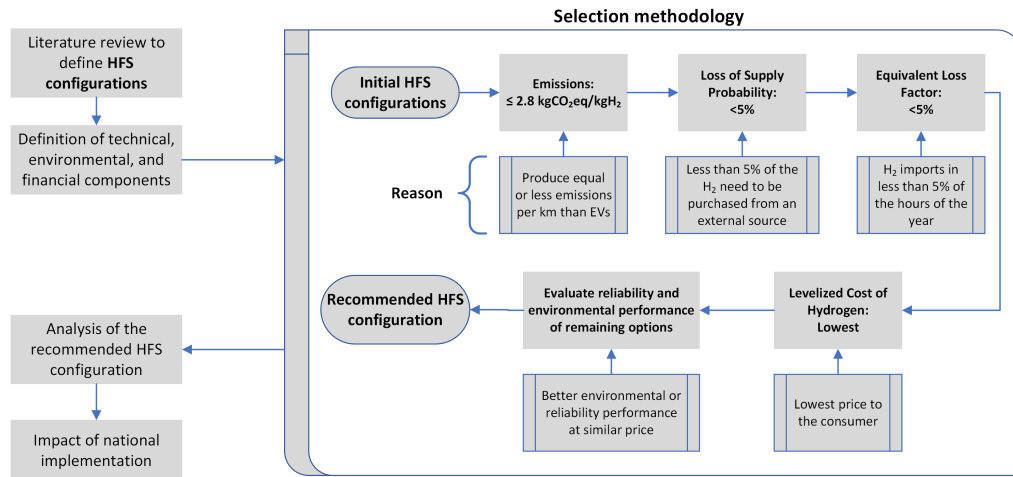 Selection methodology
Literature review to
define HFS
configurations
Definition of technical,
environmental, and
financial components
Initial HFS
configurations
Emissions:
≤ 2.8 kgCO₂eq/kgH₂
Loss of Supply
Probability:
<5%
Equivalent Loss
Factor:
<5%
Reason
Produce equal
or less emissions
per km than EVs
Less than 5% of the
H₂ need to be
purchased from an
external source
H₂ imports in
less than 5% of
the hours of the
year
Recommended HFS
configuration
Evaluate reliability and
environmental performance
of remaining options
Levelized Cost of
Hydrogen:
Lowest
Better environmental or
reliability performance
at similar price
Lowest price to
the consumer
Analysis of the
recommended HFS
configuration
Impact of national
implementation